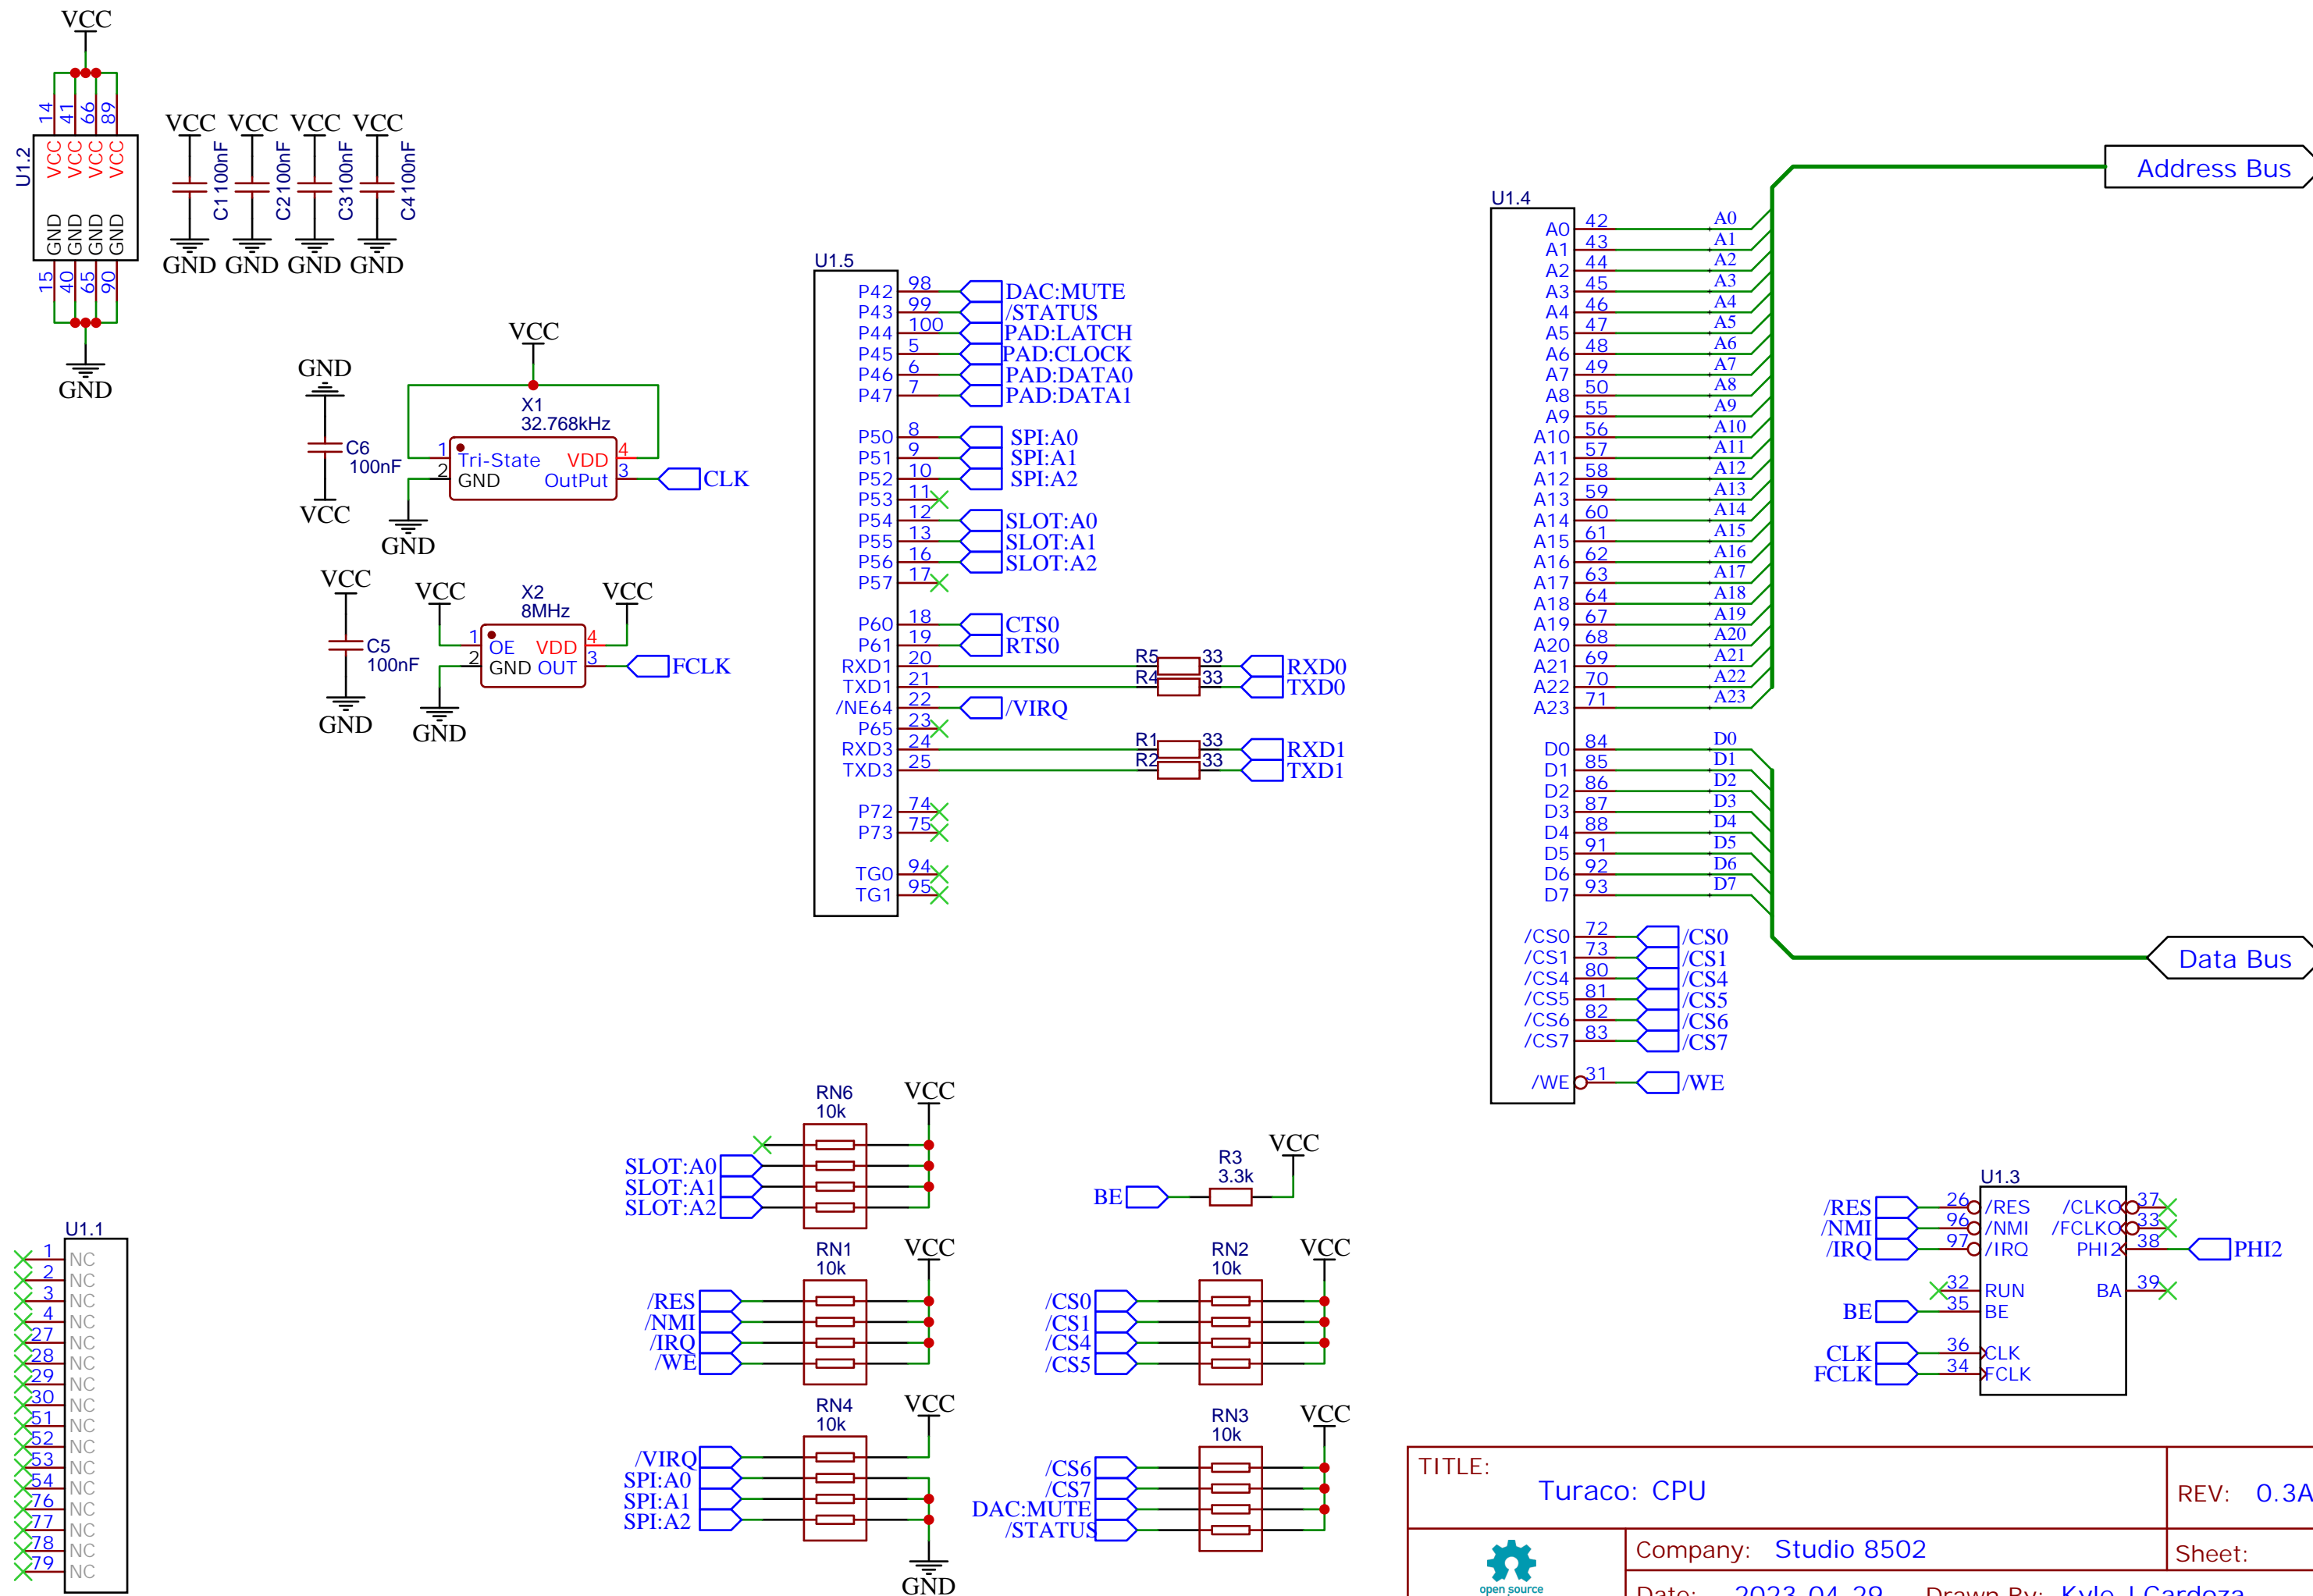 VCC
14 41 66 89
U1.2
VCC VCC VCC VCC
GND GND GND GND
15 40 65 90
GND
VCC VCC VCC VCC
C1 100nF C2 100nF C3 100nF C4 100nF
GND GND GND GND
VCC
GND
X1
32.768kHz
C6
100nF
VCC
1 Tri-State VDD 4
2 GND OutPut 3 CLK
GND
VCC VCC X2 VCC
8MHz
C5
100nF
1 OE VDD 4
2 GND OUT 3 FCLK
GND GND
U1.5
P42 98 DAC:MUTE
P43 99 /STATUS
P44 100 PAD:LATCH
P45 5 PAD:CLOCK
P46 6 PAD:DATA0
P47 7 PAD:DATA1
P50 8 SPI:A0
P51 9 SPI:A1
P52 10 SPI:A2
P53 11
P54 12 SLOT:A0
P55 13 SLOT:A1
P56 16 SLOT:A2
P57 17
P60 18 CTS0
P61 19 RTS0
RXD1 20 R5 33 RXD0
TXD1 21 R4 33 TXD0
/NE64 22 /VIRQ
P65 23
RXD3 24 R1 33 RXD1
TXD3 25 R2 33 TXD1
P72 74
P73 75
TG0 94
TG1 95
Address Bus
U1.4
A0 42 A0
A1 43 A1
A2 44 A2
A3 45 A3
A4 46 A4
A5 47 A5
A6 48 A6
A7 49 A7
A8 50 A8
A9 55 A9
A10 56 A10
A11 57 A11
A12 58 A12
A13 59 A13
A14 60 A14
A15 61 A15
A16 62 A16
A17 63 A17
A18 64 A18
A19 67 A19
A20 68 A20
A21 69 A21
A22 70 A22
A23 71 A23
D0 84 D0
D1 85 D1
D2 86 D2
D3 87 D3
D4 88 D4
D5 91 D5
D6 92 D6
D7 93 D7
/CS0 72 /CS0
/CS1 73 /CS1
/CS4 80 /CS4
/CS5 81 /CS5
/CS6 82 /CS6
/CS7 83 /CS7
/WE 31 /WE
Data Bus
RN6
10k
VCC
SLOT:A0
SLOT:A1
SLOT:A2
R3
3.3k
VCC
BE
RN1
10k
VCC
/RES
/NMI
/IRQ
/WE
RN2
10k
VCC
/CS0
/CS1
/CS4
/CS5
RN4
10k
VCC
/VIRQ
SPI:A0
SPI:A1
SPI:A2
GND
RN3
10k
VCC
/CS6
/CS7
DAC:MUTE
/STATUS
U1.1
1 NC
2 NC
3 NC
4 NC
27 NC
28 NC
29 NC
30 NC
51 NC
52 NC
53 NC
54 NC
76 NC
77 NC
78 NC
79 NC
U1.3
/RES 26 /RES /CLKO 37
/NMI 96 /NMI /FCLKO 33
/IRQ 97 /IRQ PHI2 38 PHI2
32 RUN BA 39
BE 35 BE
CLK 36 CLK
FCLK 34 FCLK
TITLE:
Turaco: CPU
REV: 0.3A
Company: Studio 8502
Sheet:
open source
Date: 2023-04-29 Drawn By: Kyle J Cardoza